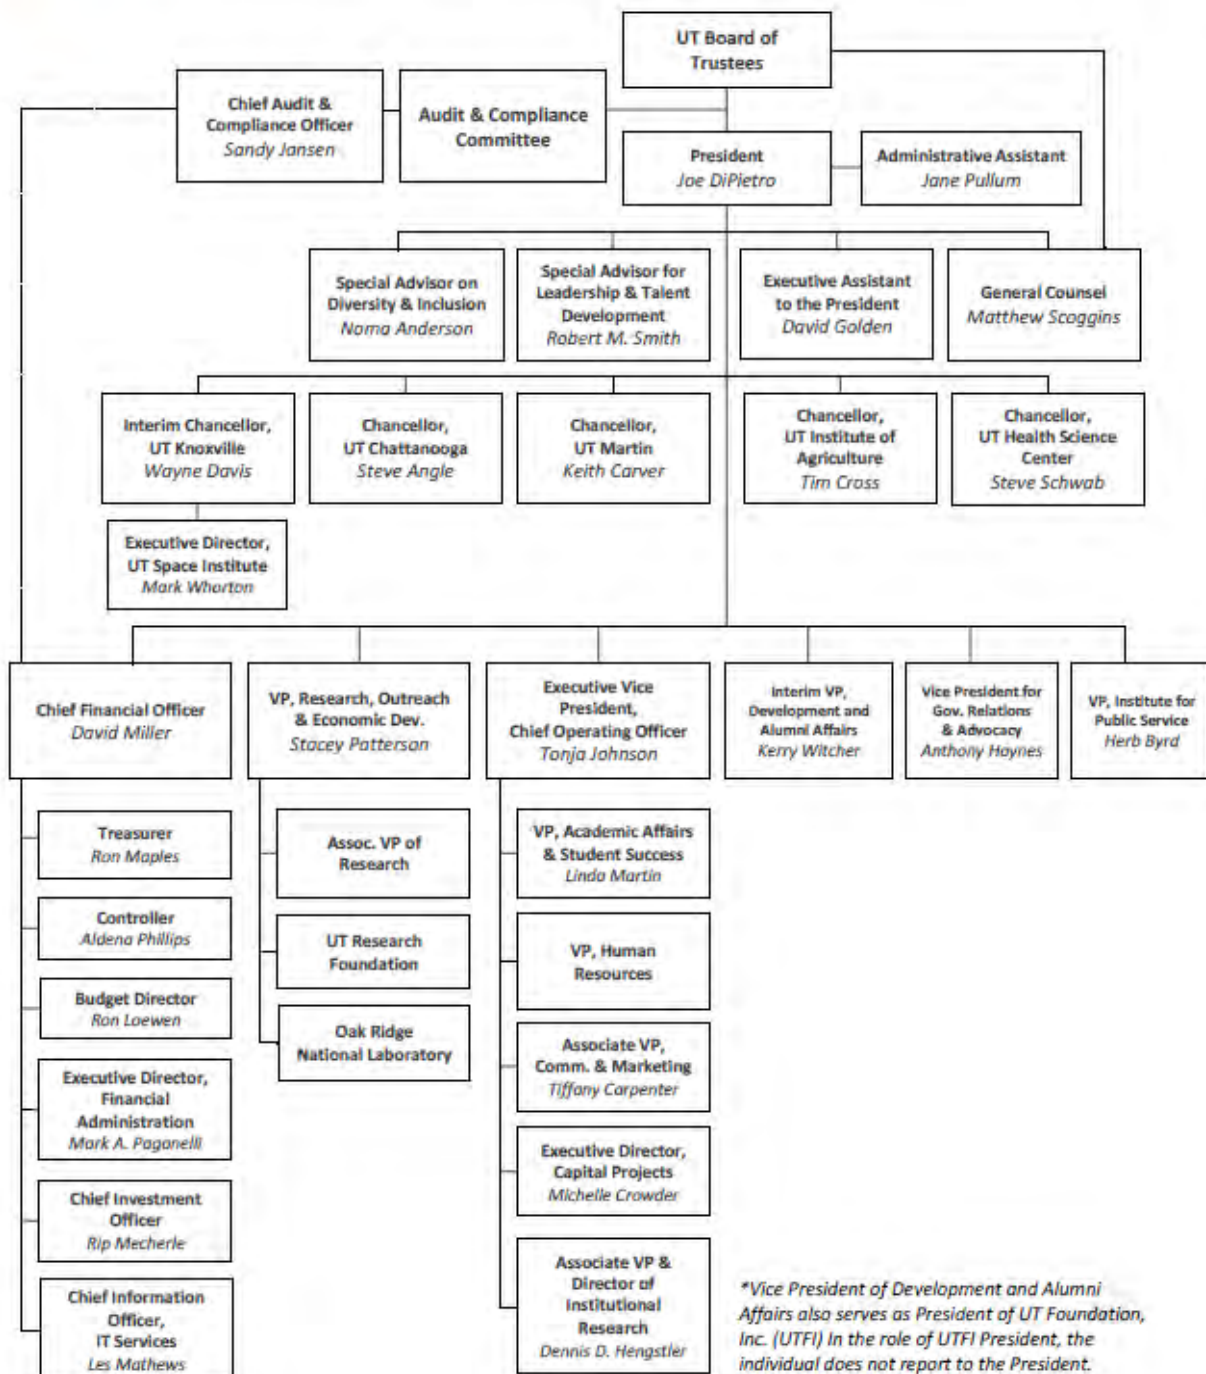 UT Board of
Trustees
Chief Audit &
Compliance Officer
Sandy Jansen
Audit & Compliance
Committee
President
Joe DiPietro
Administrative Assistant
Jane Pullum
Special Advisor on
Diversity & Inclusion
Noma Anderson
Special Advisor for
Leadership & Talent
Development
Robert M. Smith
Executive Assistant
to the President
David Golden
General Counsel
Matthew Scoggins
Interim Chancellor,
UT Knoxville
Wayne Davis
Chancellor,
UT Chattanooga
Steve Angle
Chancellor,
UT Martin
Keith Carver
Chancellor,
UT Institute of
Agriculture
Tim Cross
Chancellor,
UT Health Science
Center
Steve Schwab
Executive Director,
UT Space Institute
Mark Whorton
Chief Financial Officer
David Miller
VP, Research, Outreach
& Economic Dev.
Stacey Patterson
Executive Vice
President,
Chief Operating Officer
Tonja Johnson
Interim VP,
Development and
Alumni Affairs
Kerry Witcher
Vice President for
Gov. Relations
& Advocacy
Anthony Haynes
VP, Institute for
Public Service
Herb Byrd
Treasurer
Ron Maples
Controller
Aldena Phillips
Budget Director
Ron Loewen
Executive Director,
Financial
Administration
Mark A. Paganelli
Chief Investment
Officer
Rip Mecherle
Chief Information
Officer,
IT Services
Les Mathews
Assoc. VP of
Research
UT Research
Foundation
Oak Ridge
National Laboratory
VP, Academic Affairs
& Student Success
Linda Martin
VP, Human
Resources
Associate VP,
Comm. & Marketing
Tiffany Carpenter
Executive Director,
Capital Projects
Michelle Crowder
Associate VP &
Director of
Institutional
Research
Dennis D. Hengstler
*Vice President of Development and Alumni
Affairs also serves as President of UT Foundation,
Inc. (UTFI) In the role of UTFI President, the
individual does not report to the President.